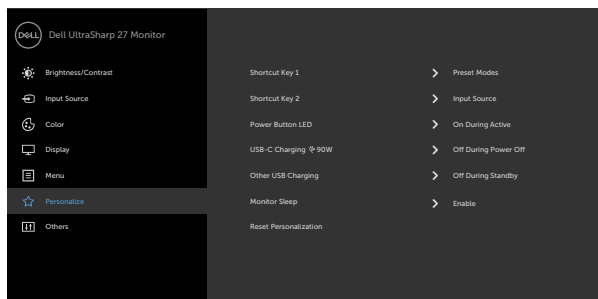 DELL Dell UltraSharp 27 Monitor
Brightness/Contrast
Input Source
Color
Display
Menu
Personalize
Others
Shortcut Key 1 Preset Modes
Shortcut Key 2 Input Source
Power Button LED On During Active
USB-C Charging 90W Off During Power Off
Other USB Charging Off During Standby
Monitor Sleep Enable
Reset Personalization